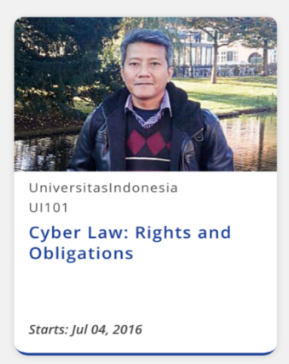 UniversitasIndonesia
UI101
Cyber Law: Rights and
Obligations
Starts: Jul 04, 2016